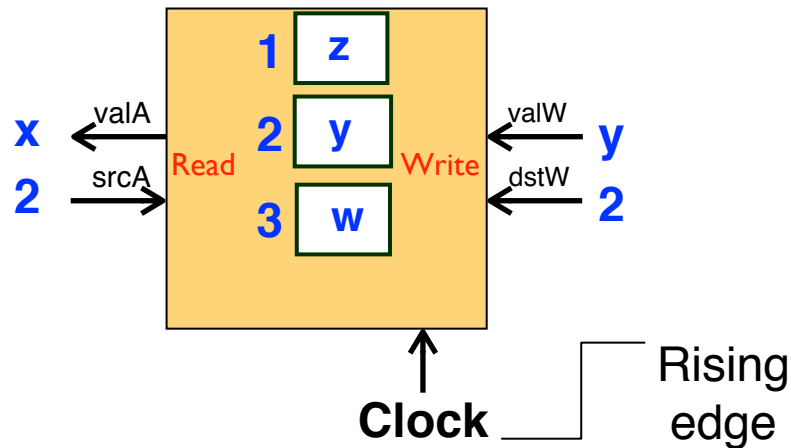 1 z
x valA 2 y valW y
Read Write
2 srcA dstW 2
3 w
Clock
Rising
edge